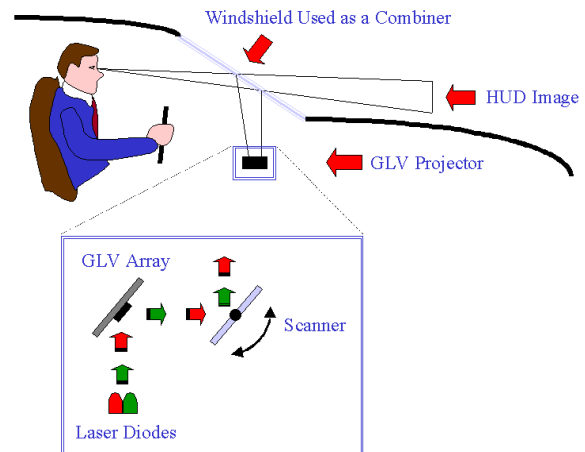 Windshield Used as a Combiner
HUD Image
GLV Projector
GLV Array
Scanner
Laser Diodes